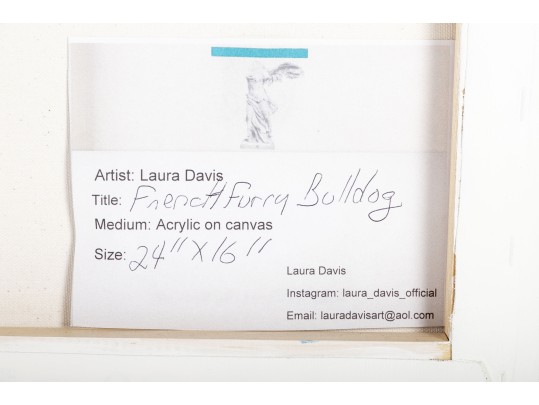 Artist: Laura Davis
Title: French Furry Bulldog
Medium: Acrylic on canvas
Size: 24" X 16"
Laura Davis
Instagram: laura_davis_official
Email: lauradavisart@aol.com